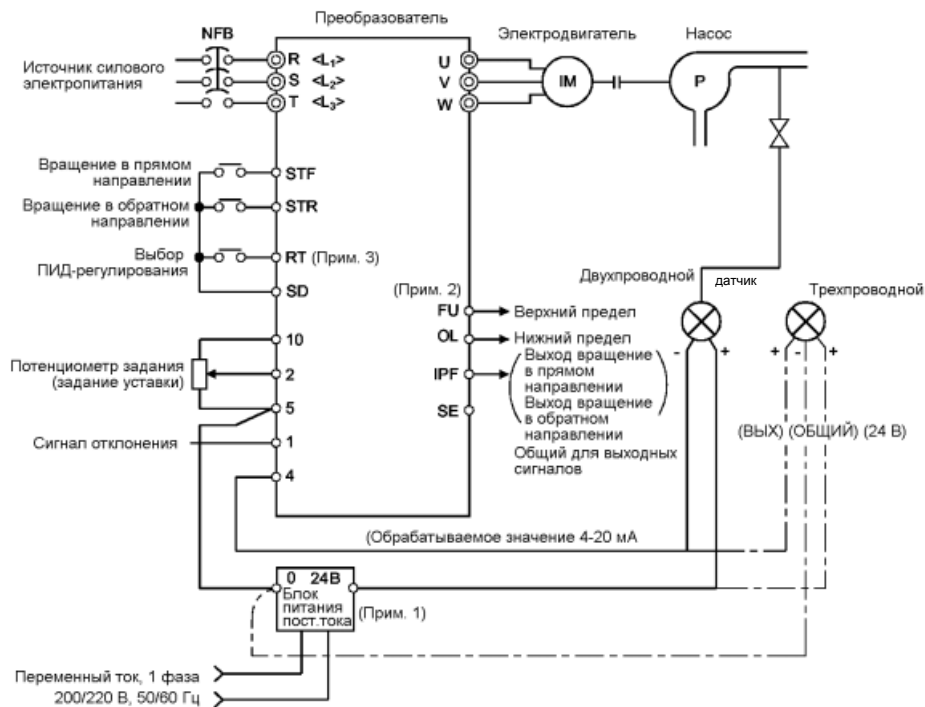 Преобразователь
NFB
Электродвигатель
Насос
Источник силового
электропитания
R <L₁>
S <L₂>
T <L₃>
U
V
W
IM
P
Вращение в прямом
направлении
STF
Вращение в обратном
направлении
STR
Выбор
ПИД-регулирования
RT (Прим. 3)
SD
Двухпроводной
датчик
Трехпроводной
(Прим. 2)
FU
Верхний предел
OL
Нижний предел
IPF
Выход вращение
в прямом
направлении
Выход вращение
в обратном
направлении
SE
Общий для выходных
сигналов
10
Потенциометр задания
(задание уставки)
2
5
Сигнал отклонения
1
4
- +
+ - +
(ВЫХ) (ОБЩИЙ) (24 В)
(Обрабатываемое значение 4-20 мА
0 24В
Блок
питания
пост.тока
(Прим. 1)
Переменный ток, 1 фаза
200/220 В, 50/60 Гц